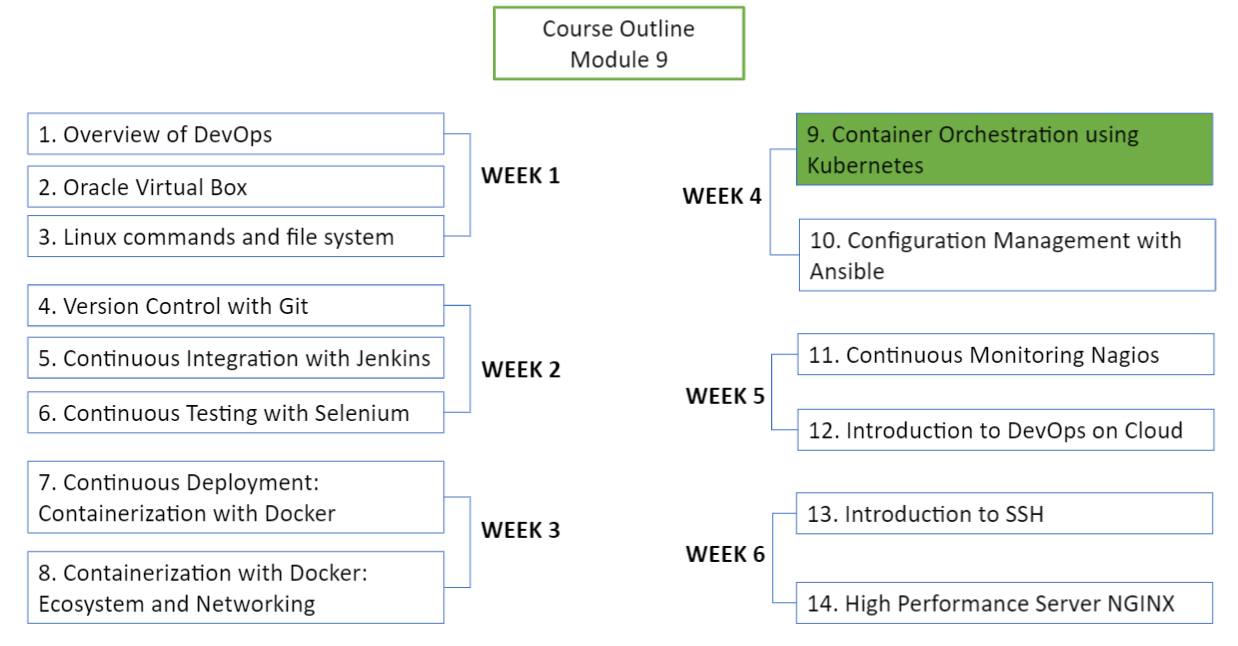 Course Outline
Module 9
1. Overview of DevOps
2. Oracle Virtual Box
3. Linux commands and file system
WEEK 1
4. Version Control with Git
5. Continuous Integration with Jenkins
6. Continuous Testing with Selenium
WEEK 2
7. Continuous Deployment:
Containerization with Docker
8. Containerization with Docker:
Ecosystem and Networking
WEEK 3
9. Container Orchestration using
Kubernetes
10. Configuration Management with
Ansible
WEEK 4
11. Continuous Monitoring Nagios
12. Introduction to DevOps on Cloud
WEEK 5
13. Introduction to SSH
14. High Performance Server NGINX
WEEK 6